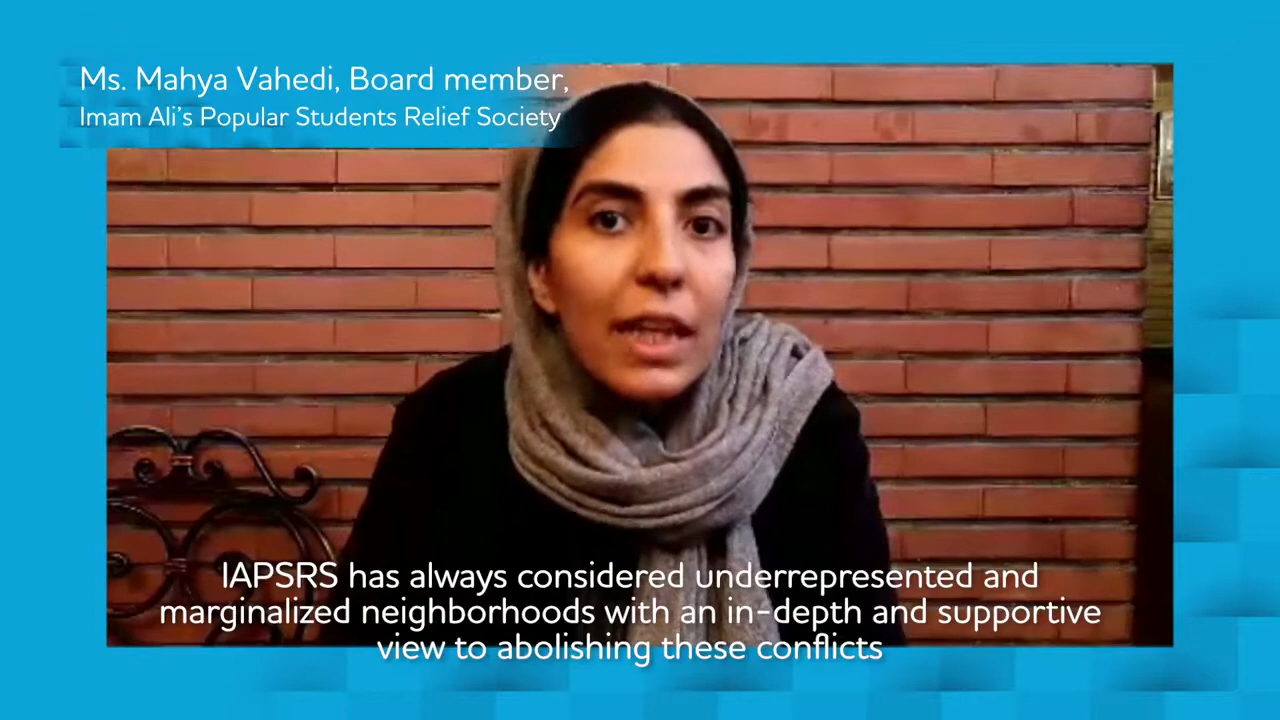 Ms. Mahya Vahedi, Board member,
Imam Ali's Popular Students Relief Society
IAPSRS has always considered underrepresented and
marginalized neighborhoods with an in-depth and supportive
view to abolishing these conflicts